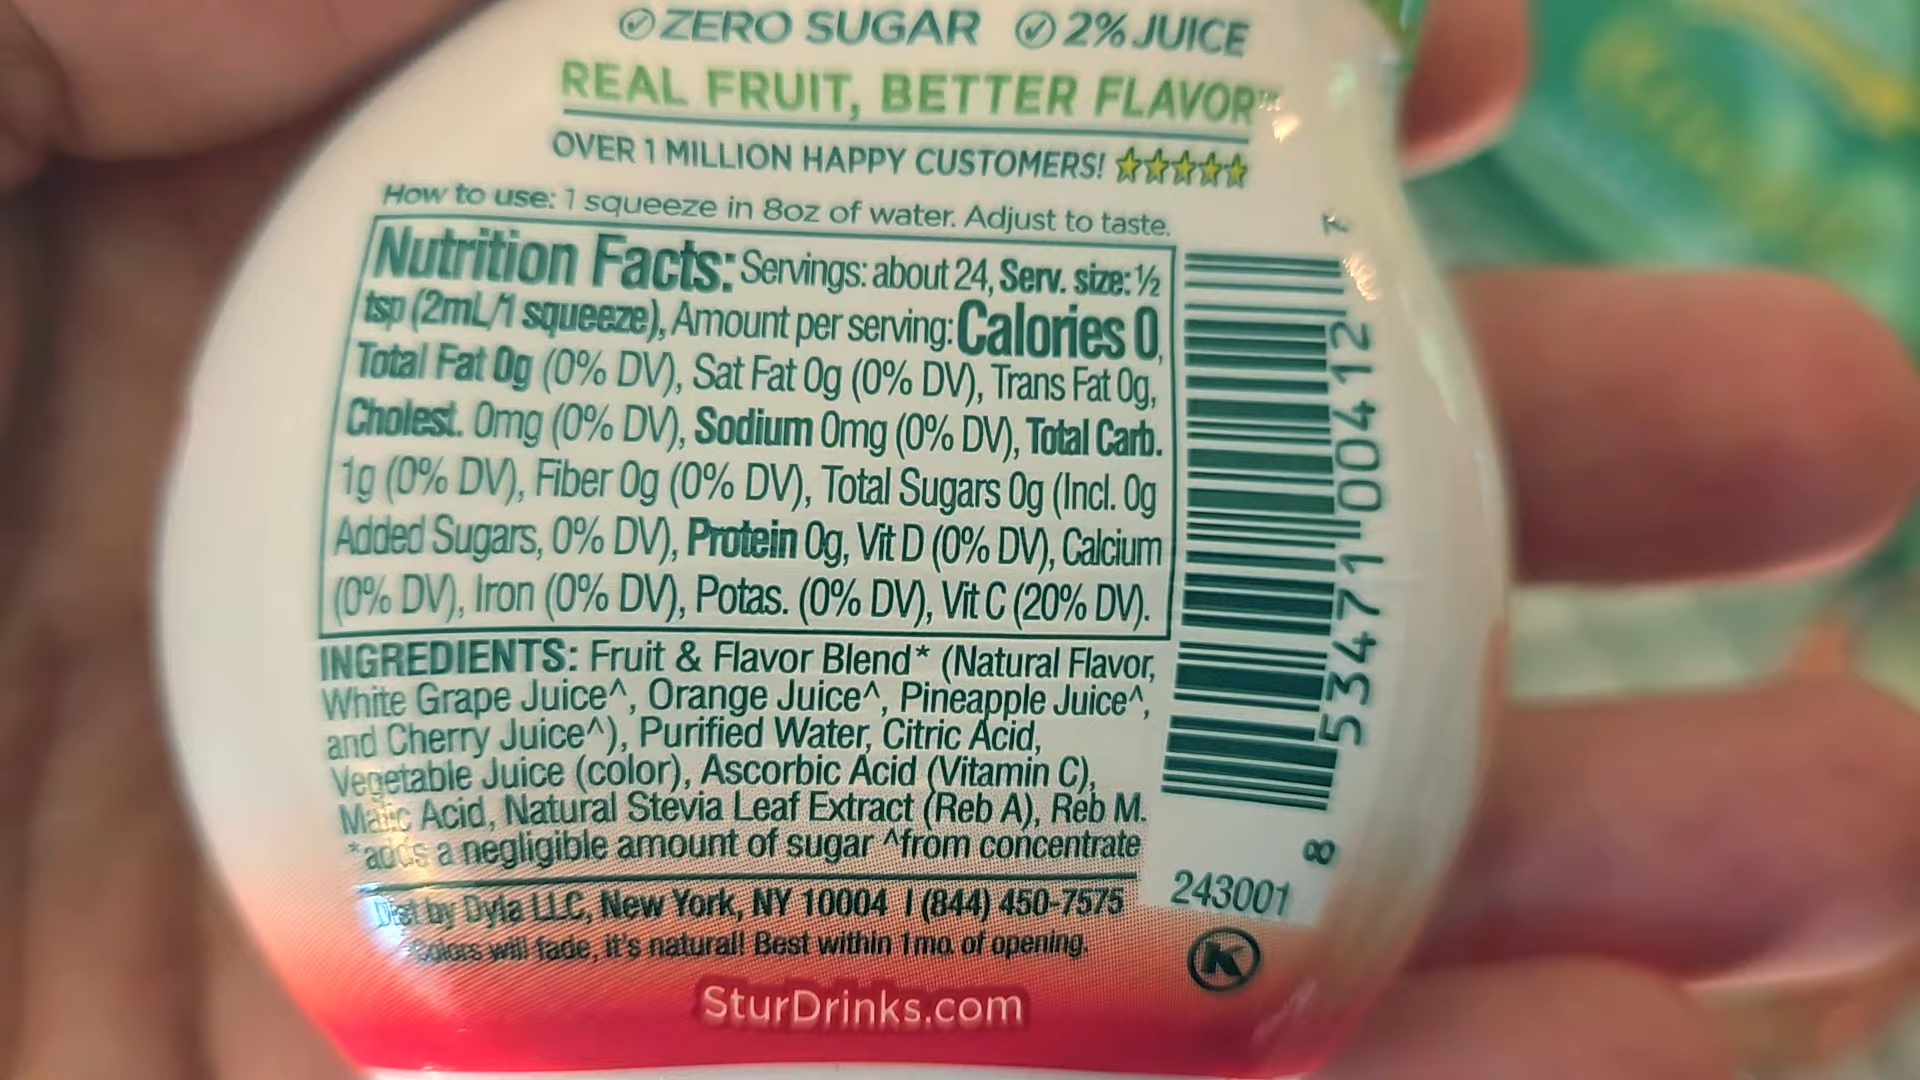 ZERO SUGAR 2% JUICE
REAL FRUIT, BETTER FLAVOR™
OVER 1 MILLION HAPPY CUSTOMERS!
How to use: 1 squeeze in 8oz of water. Adjust to taste.
Nutrition Facts: Servings: about 24, Serv. size: ½
tsp (2mL/1 squeeze), Amount per serving: Calories 0,
Total Fat 0g (0% DV), Sat Fat 0g (0% DV), Trans Fat 0g,
Cholest. 0mg (0% DV), Sodium 0mg (0% DV), Total Carb.
1g (0% DV), Fiber 0g (0% DV), Total Sugars 0g (Incl. 0g
Added Sugars, 0% DV), Protein 0g, Vit D (0% DV), Calcium
(0% DV), Iron (0% DV), Potas. (0% DV), Vit C (20% DV).
INGREDIENTS: Fruit & Flavor Blend* (Natural Flavor,
White Grape Juice^, Orange Juice^, Pineapple Juice^,
and Cherry Juice^), Purified Water, Citric Acid,
Vegetable Juice (color), Ascorbic Acid (Vitamin C),
Malic Acid, Natural Stevia Leaf Extract (Reb A), Reb M.
*adds a negligible amount of sugar ^from concentrate
Dist by Dyla LLC, New York, NY 10004 | (844) 450-7575
Colors will fade, it's natural! Best within 1 mo. of opening.
SturDrinks.com
8 53471 00412 7
243001
K